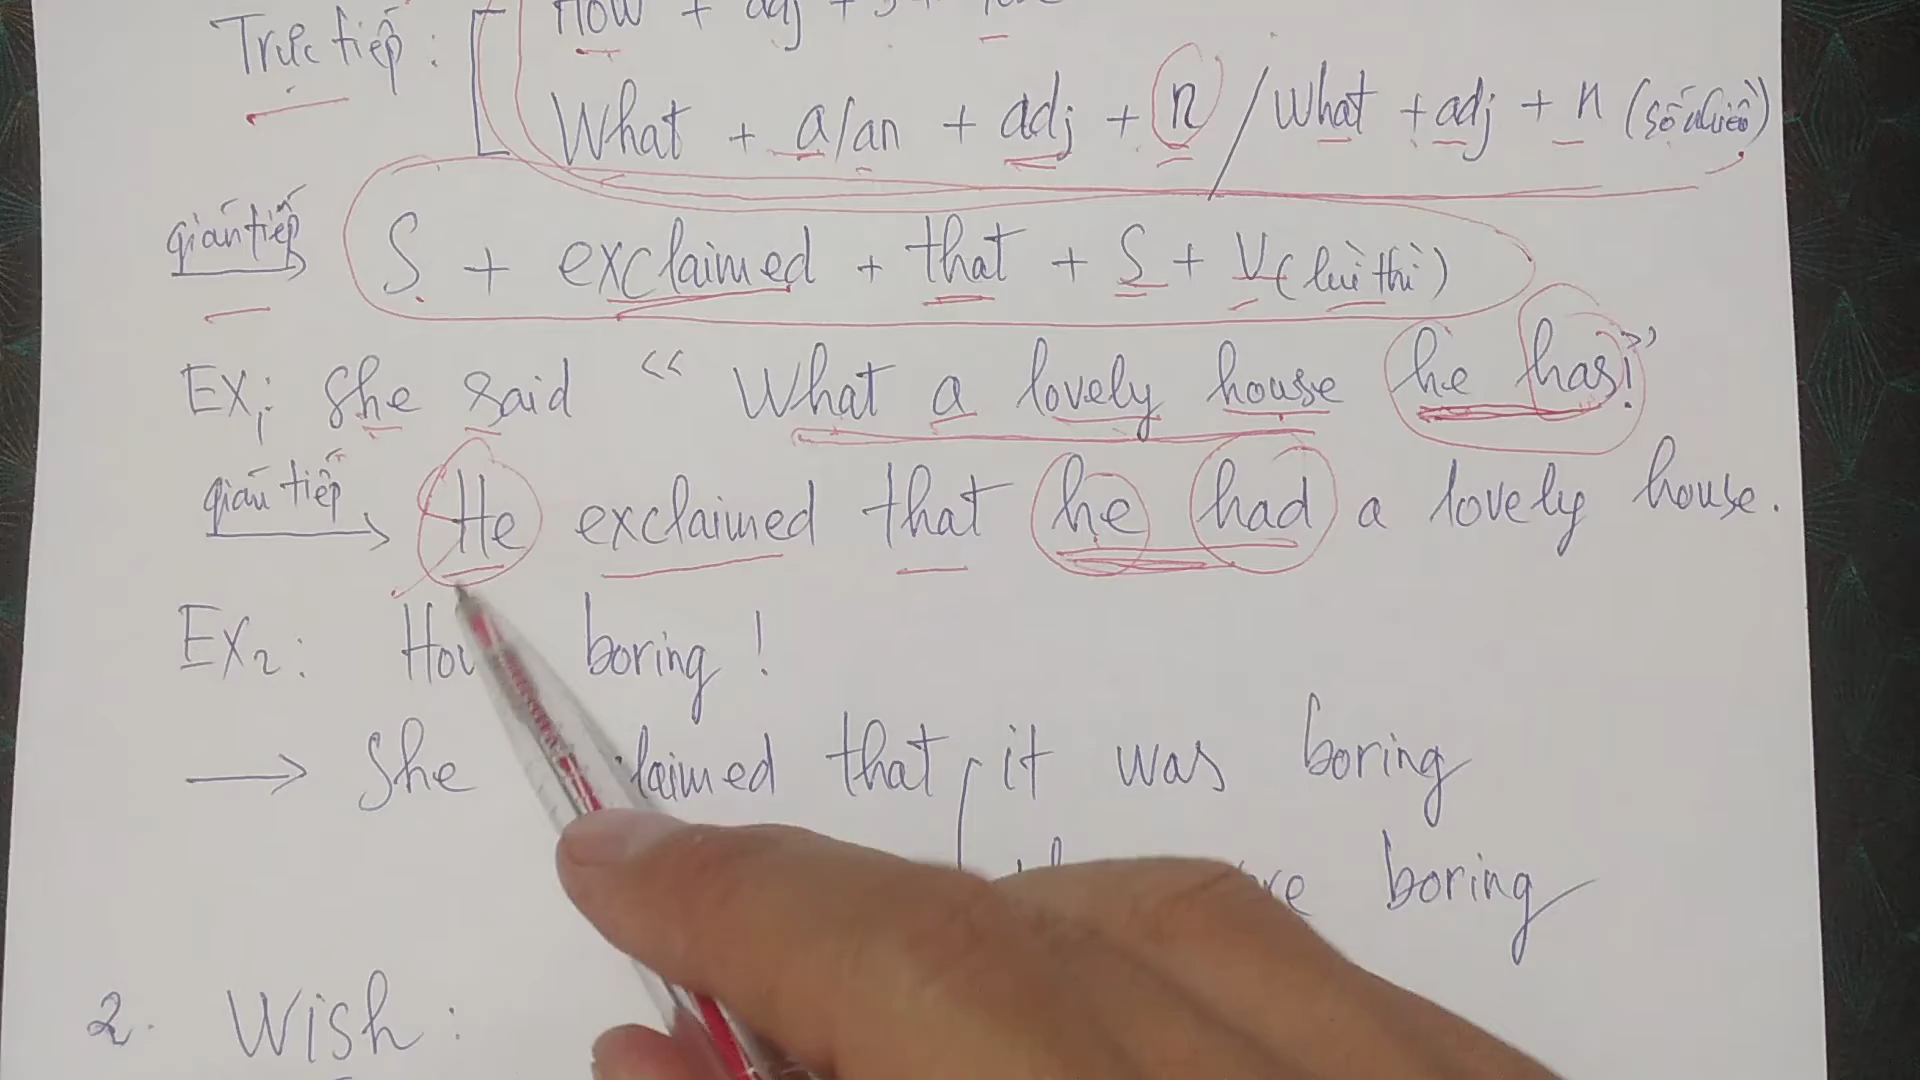 Trực tiếp : How + adj + S +
What + a/an + adj + n / What + adj + n (số nhiều)
gián tiếp S + exclaimed + that + S + V (lùi thì)
EX1: She said “ What a lovely house he has! ”
gián tiếp He exclaimed that he had a lovely house.
EX2: boring !
She that it was boring
boring
2. Wish :